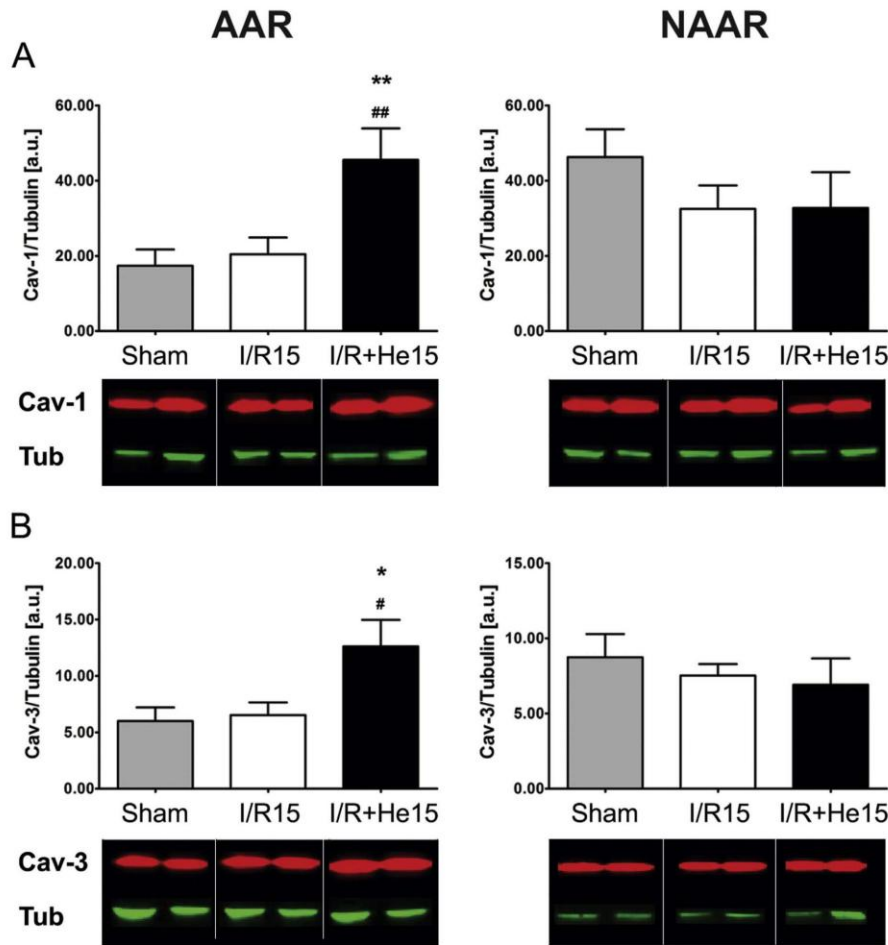 AAR NAAR
A
**
##
60.00 60.00
40.00 40.00
20.00 20.00
0.00 0.00
Cav-1/Tubulin [a.u.] Cav-1/Tubulin [a.u.]
Sham I/R15 I/R+He15 Sham I/R15 I/R+He15
Cav-1
Tub
B
*
#
20.00 15.00
15.00 10.00
10.00 5.00
5.00 0.00
0.00
Cav-3/Tubulin [a.u.] Cav-3/Tubulin [a.u.]
Sham I/R15 I/R+He15 Sham I/R15 I/R+He15
Cav-3
Tub